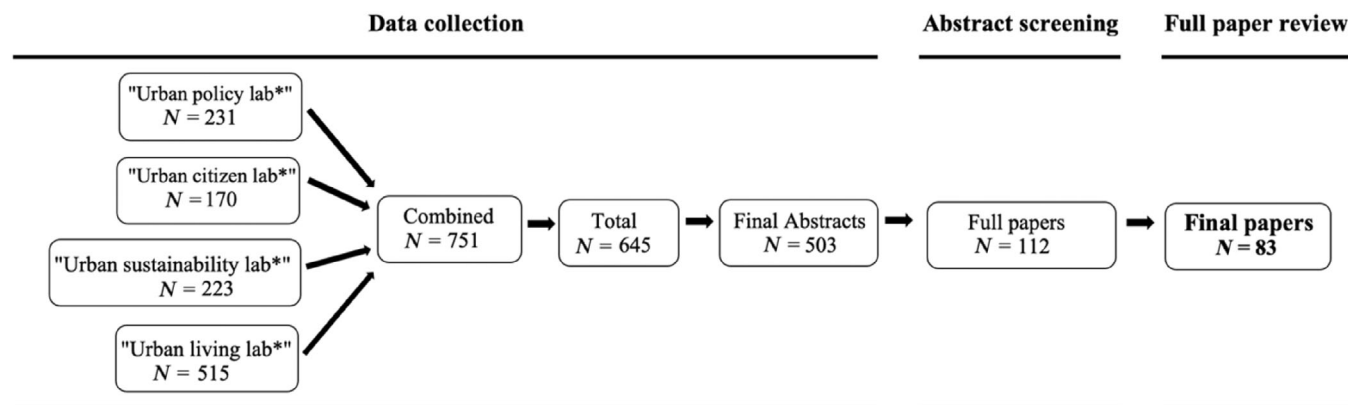 Data collection
Abstract screening
Full paper review
"Urban policy lab*"
N = 231
"Urban citizen lab*"
N = 170
"Urban sustainability lab*"
N = 223
"Urban living lab*"
N = 515
Combined
N = 751
Total
N = 645
Final Abstracts
N = 503
Full papers
N = 112
Final papers
N = 83